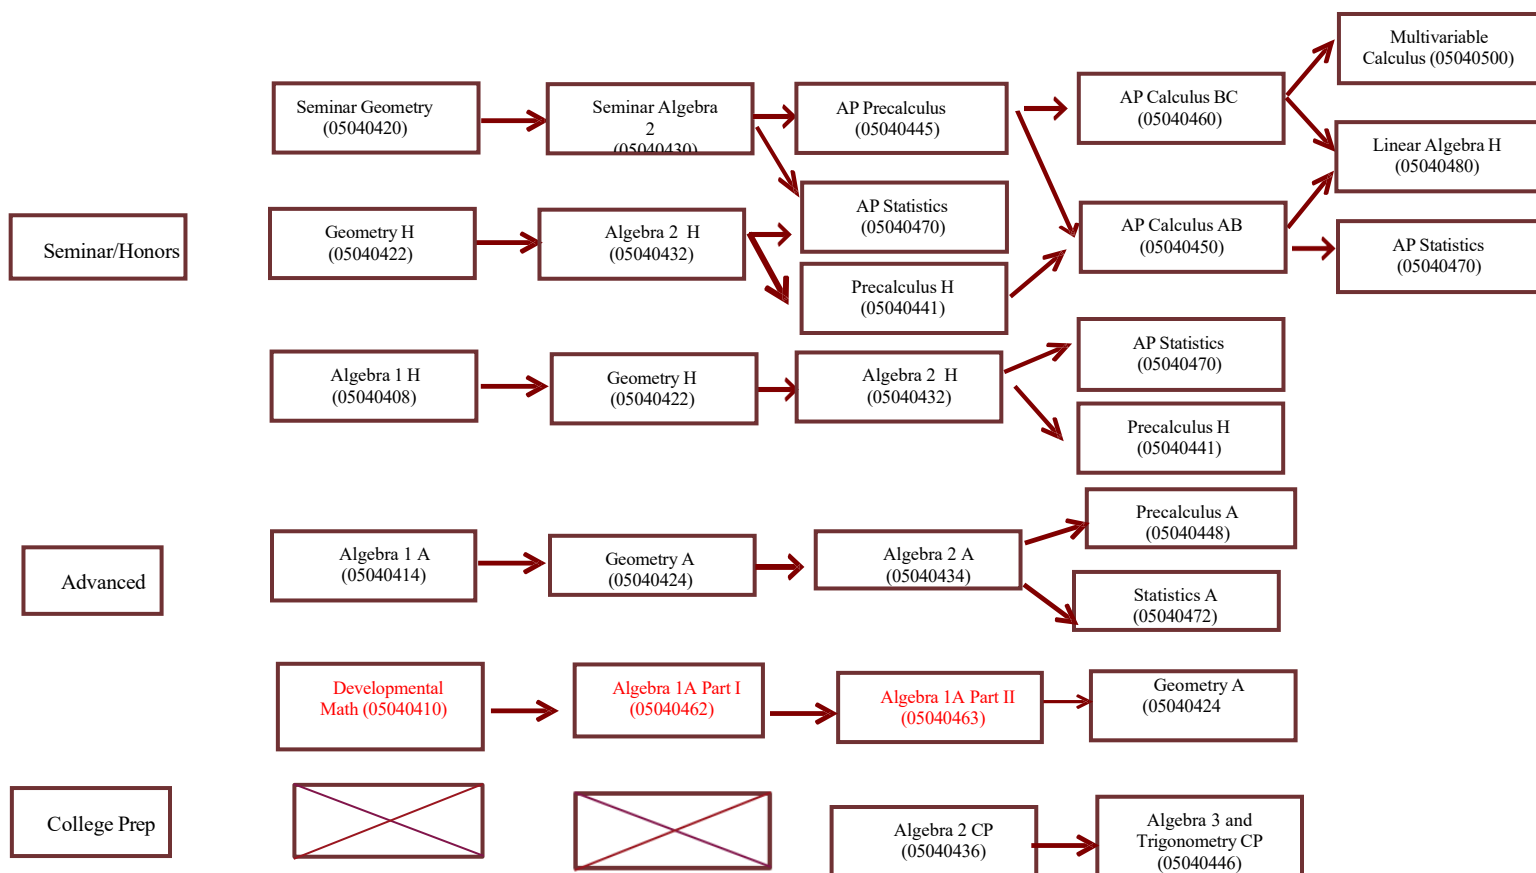 Multivariable
Calculus (05040500)
Seminar Geometry
(05040420)
Seminar Algebra
2
(05040430)
AP Precalculus
(05040445)
AP Calculus BC
(05040460)
Linear Algebra H
(05040480)
Seminar/Honors
Geometry H
(05040422)
Algebra 2 H
(05040432)
AP Statistics
(05040470)
AP Calculus AB
(05040450)
AP Statistics
(05040470)
Precalculus H
(05040441)
Algebra 1 H
(05040408)
Geometry H
(05040422)
Algebra 2 H
(05040432)
AP Statistics
(05040470)
Precalculus H
(05040441)
Advanced
Algebra 1 A
(05040414)
Geometry A
(05040424)
Algebra 2 A
(05040434)
Precalculus A
(05040448)
Statistics A
(05040472)
Developmental
Math (05040410)
Algebra 1A Part I
(05040462)
Algebra 1A Part II
(05040463)
Geometry A
(05040424
College Prep
Algebra 2 CP
(05040436)
Algebra 3 and
Trigonometry CP
(05040446)